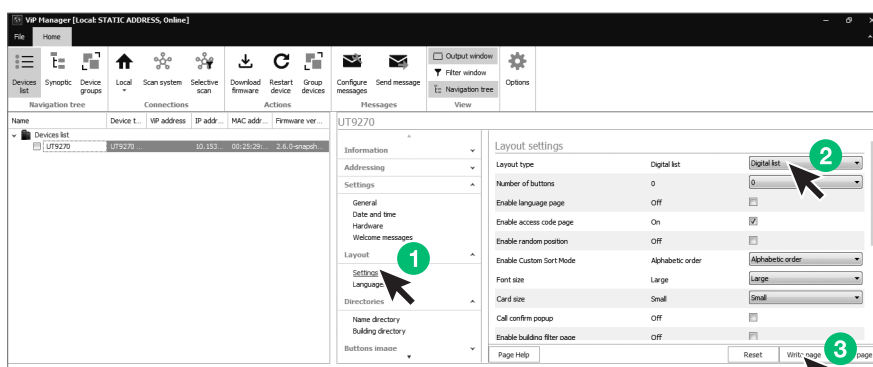 ViP Manager [Local: STATIC ADDRESS, Online]
File Home
Devices list
Synoptic
Device groups
Local
Scan system
Selective scan
Download firmware
Restart device
Group devices
Configure messages
Send message
Output window
Filter window
Navigation tree
Options
Navigation tree Connections Actions Messages View
Name Device t... ViP address IP addr... MAC addr... Firmware ver...
Devices list
UT9270 UT9270 ... 10.153... 00:25:29:... 2.6.0-snapsh...
UT9270
Information
Addressing
Settings
General
Date and time
Hardware
Welcome messages
Layout
1
Settings
Language
Directories
Name directory
Building directory
Buttons image
Layout settings
2
Layout type Digital list Digital list
Number of buttons 0 0
Enable language page Off
Enable access code page On
Enable random position Off
Enable Custom Sort Mode Alphabetic order Alphabetic order
Font size Large Large
Card size Small Small
Call confirm popup Off
Enable building filter page Off
Page Help Reset Write page 3 page